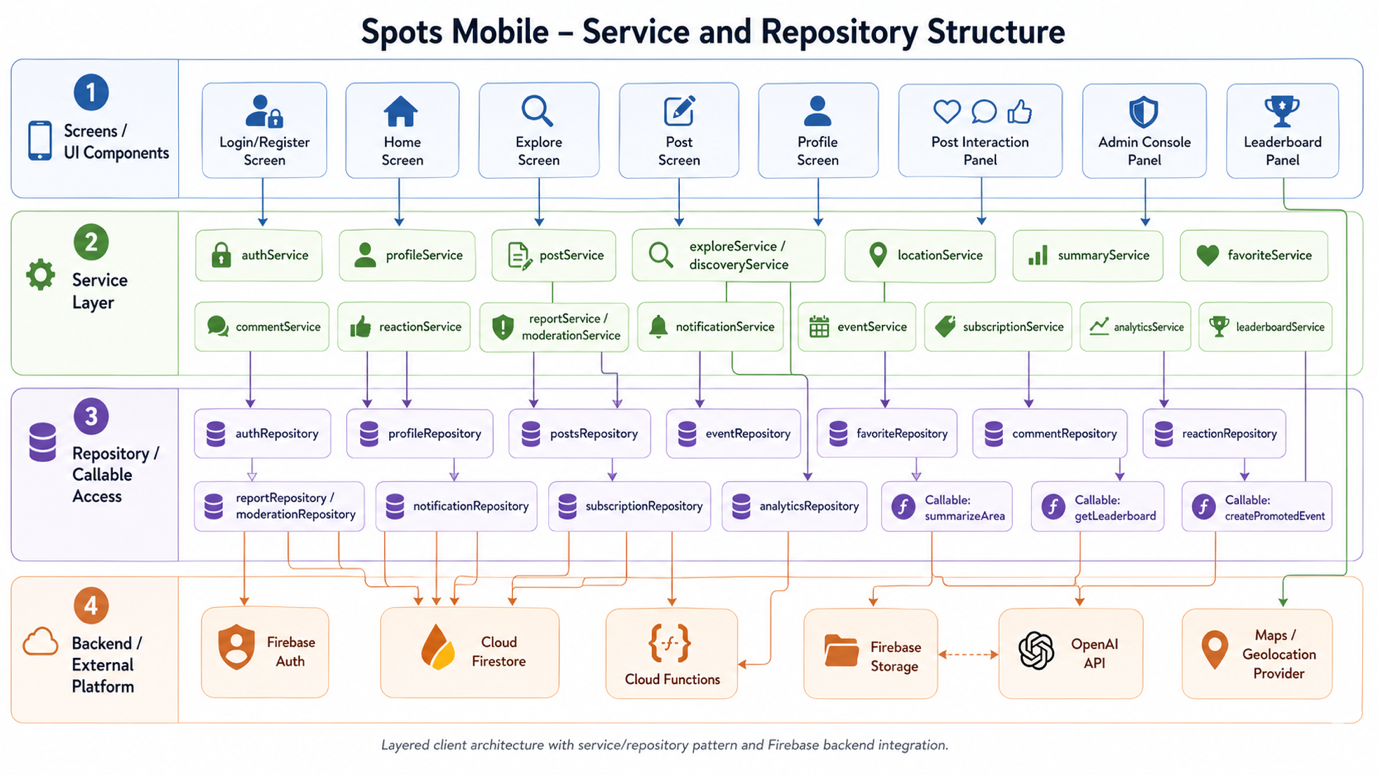 Spots Mobile – Service and Repository Structure
1
Screens /
UI Components
Login/Register
Screen
Home
Screen
Explore
Screen
Post
Screen
Profile
Screen
Post Interaction
Panel
Admin Console
Panel
Leaderboard
Panel
2
Service
Layer
authService
profileService
postService
exploreService /
discoveryService
locationService
summaryService
favoriteService
commentService
reactionService
reportService /
moderationService
notificationService
eventService
subscriptionService
analyticsService
leaderboardService
3
Repository /
Callable
Access
authRepository
profileRepository
postsRepository
eventRepository
favoriteRepository
commentRepository
reactionRepository
reportRepository /
moderationRepository
notificationRepository
subscriptionRepository
analyticsRepository
f
Callable:
summarizeArea
f
Callable:
getLeaderboard
f
Callable:
createPromotedEvent
4
Backend /
External
Platform
Firebase
Auth
Cloud
Firestore
{-f-}
Cloud Functions
Firebase
Storage
OpenAI
API
Maps /
Geolocation
Provider
Layered client architecture with service/repository pattern and Firebase backend integration.